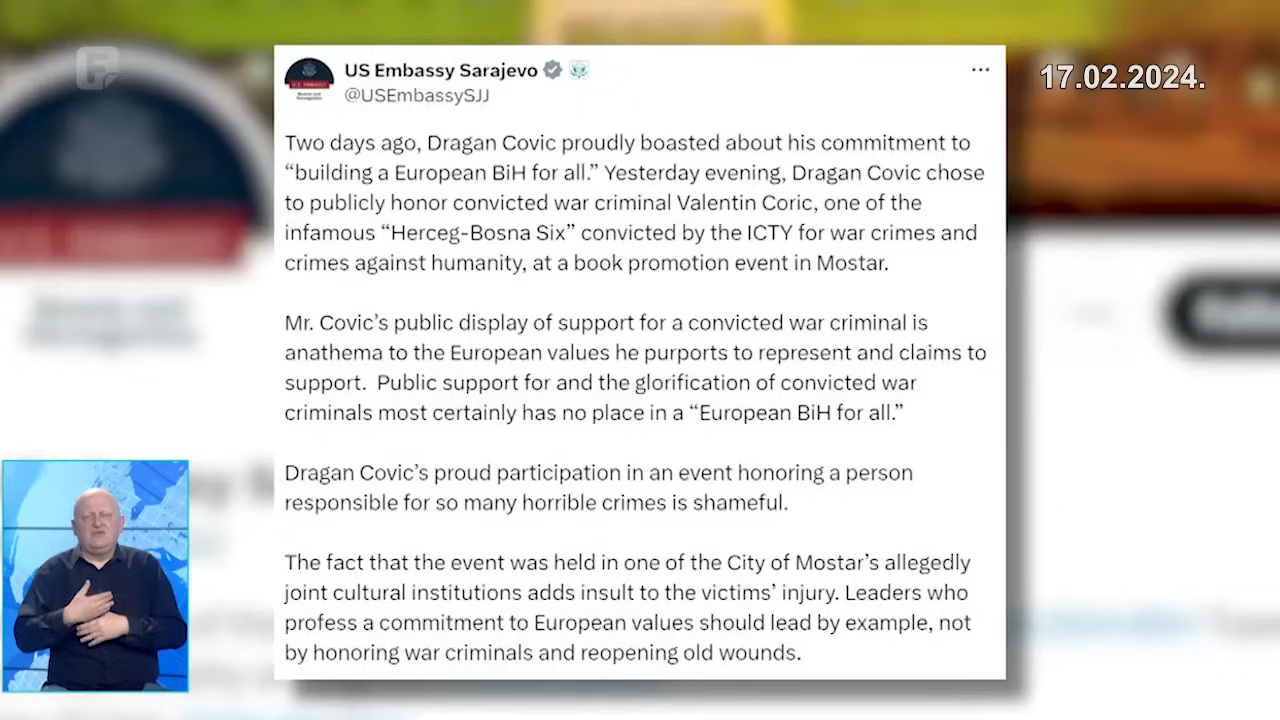 US Embassy Sarajevo
@USEmbassySJJ
17.02.2024.
Two days ago, Dragan Covic proudly boasted about his commitment to
“building a European BiH for all.” Yesterday evening, Dragan Covic chose
to publicly honor convicted war criminal Valentin Coric, one of the
infamous “Herceg-Bosna Six” convicted by the ICTY for war crimes and
crimes against humanity, at a book promotion event in Mostar.
Mr. Covic’s public display of support for a convicted war criminal is
anathema to the European values he purports to represent and claims to
support.  Public support for and the glorification of convicted war
criminals most certainly has no place in a “European BiH for all.”
Dragan Covic’s proud participation in an event honoring a person
responsible for so many horrible crimes is shameful.
The fact that the event was held in one of the City of Mostar’s allegedly
joint cultural institutions adds insult to the victims’ injury. Leaders who
profess a commitment to European values should lead by example, not
by honoring war criminals and reopening old wounds.